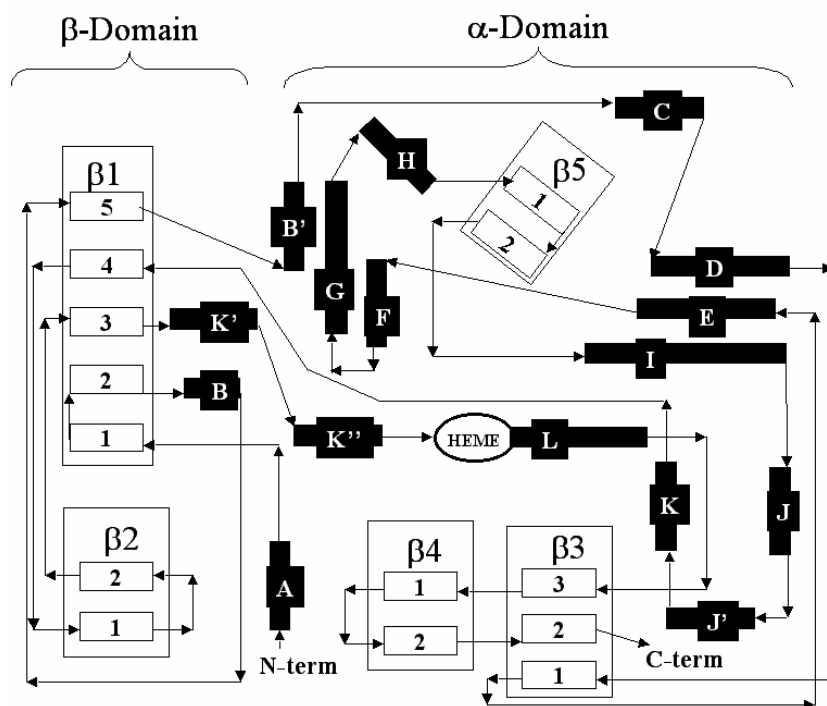 β-Domain
α-Domain
C
H
β5
1
2
β1
5
B'
4
G
D
F
E
3
K'
I
2
B
1
K''
HEME
L
K
J
β2
β4
β3
2
A
1
3
1
2
2
J'
N-term
C-term
1